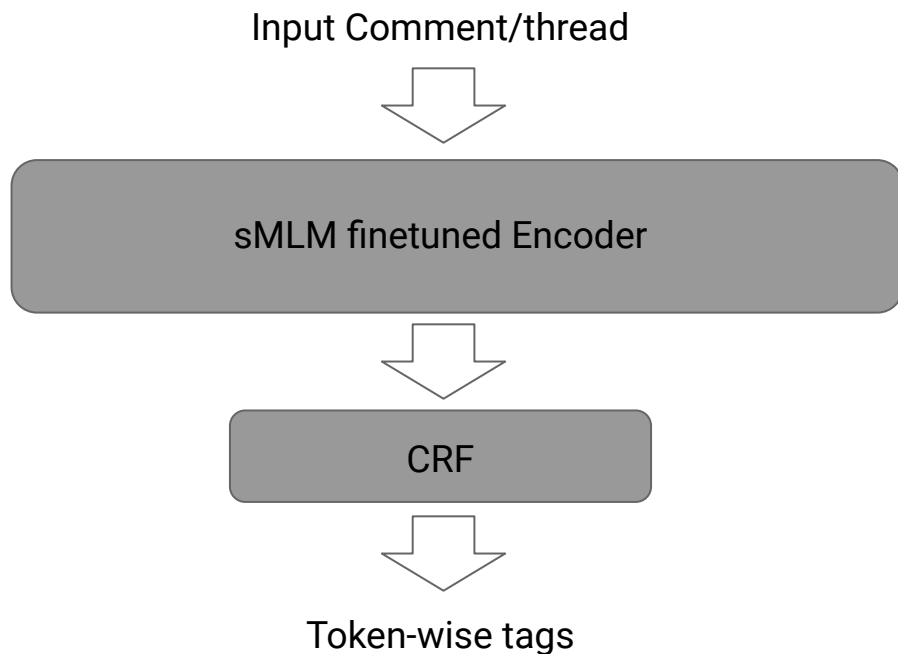 Input Comment/thread
sMLM finetuned Encoder
CRF
Token-wise tags